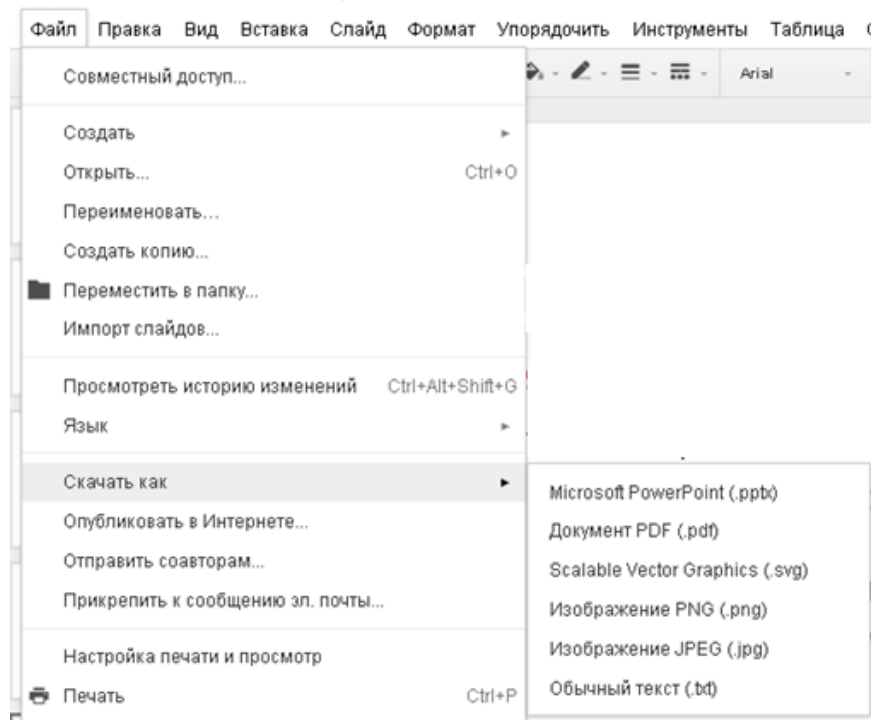 Файл Правка Вид Вставка Слайд Формат Упорядочить Инструменты Таблица
Совместный доступ...
Arial
Создать
Открыть... Ctrl+O
Переименовать...
Создать копию...
Переместить в папку...
Импорт слайдов...
Просмотреть историю изменений Ctrl+Alt+Shift+G
Язык
Скачать как
Опубликовать в Интернете...
Отправить соавторам...
Прикрепить к сообщению эл. почты...
Настройка печати и просмотр
Печать Ctrl+P
Microsoft PowerPoint (.pptx)
Документ PDF (.pdf)
Scalable Vector Graphics (.svg)
Изображение PNG (.png)
Изображение JPEG (.jpg)
Обычный текст (.txt)